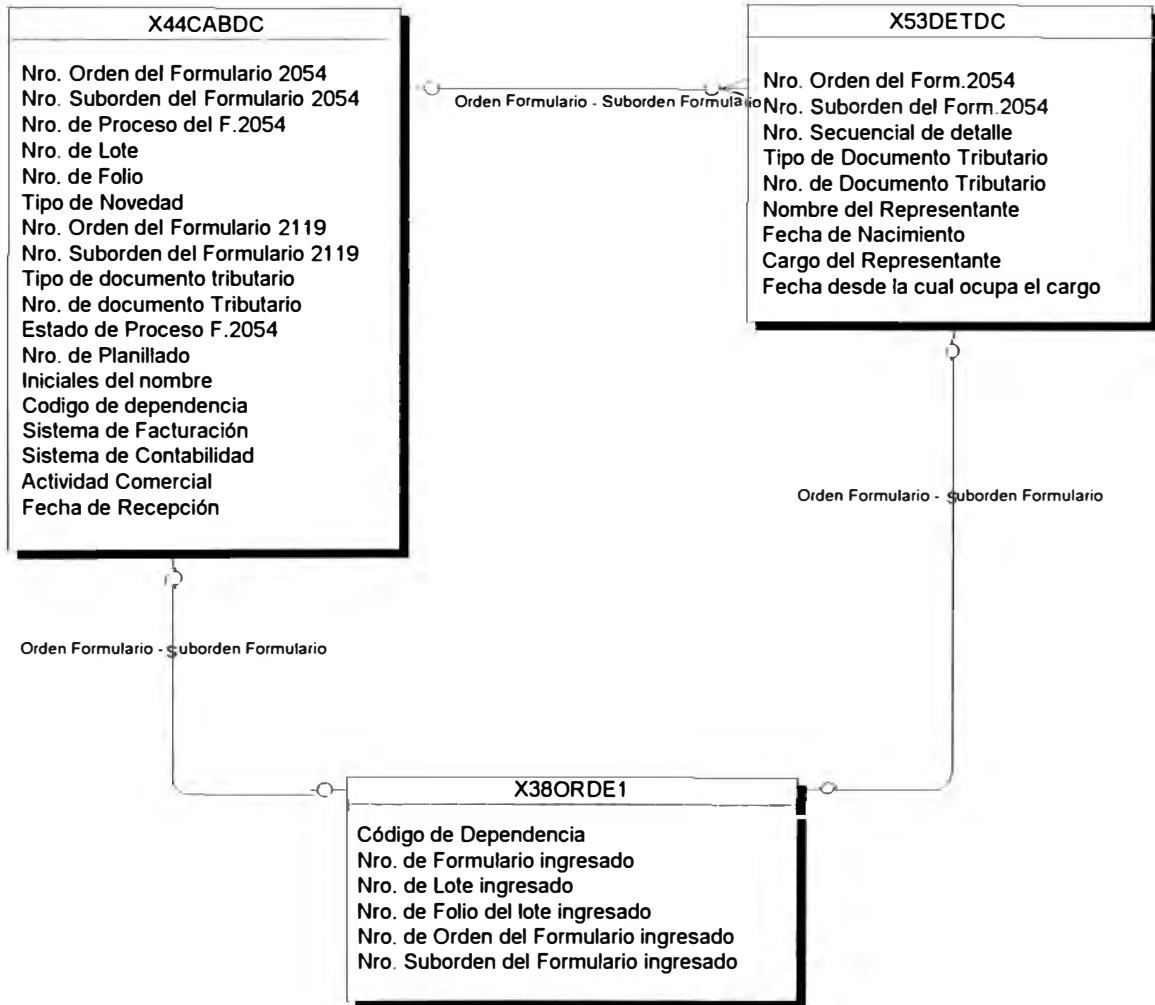 X44CABDC
Nro. Orden del Formulario 2054
Nro. Suborden del Formulario 2054
Nro. de Proceso del F.2054
Nro. de Lote
Nro. de Folio
Tipo de Novedad
Nro. Orden del Formulario 2119
Nro. Suborden del Formulario 2119
Tipo de documento tributario
Nro. de documento Tributario
Estado de Proceso F.2054
Nro. de Planillado
Iniciales del nombre
Codigo de dependencia
Sistema de Facturación
Sistema de Contabilidad
Actividad Comercial
Fecha de Recepción
Orden Formulario - Suborden Formulario
X53DETDC
Nro. Orden del Form.2054
Nro. Suborden del Form.2054
Nro. Secuencial de detalle
Tipo de Documento Tributario
Nro. de Documento Tributario
Nombre del Representante
Fecha de Nacimiento
Cargo del Representante
Fecha desde la cual ocupa el cargo
Orden Formulario - Suborden Formulario
Orden Formulario - Suborden Formulario
X38ORDE1
Código de Dependencia
Nro. de Formulario ingresado
Nro. de Lote ingresado
Nro. de Folio del lote ingresado
Nro. de Orden del Formulario ingresado
Nro. Suborden del Formulario ingresado